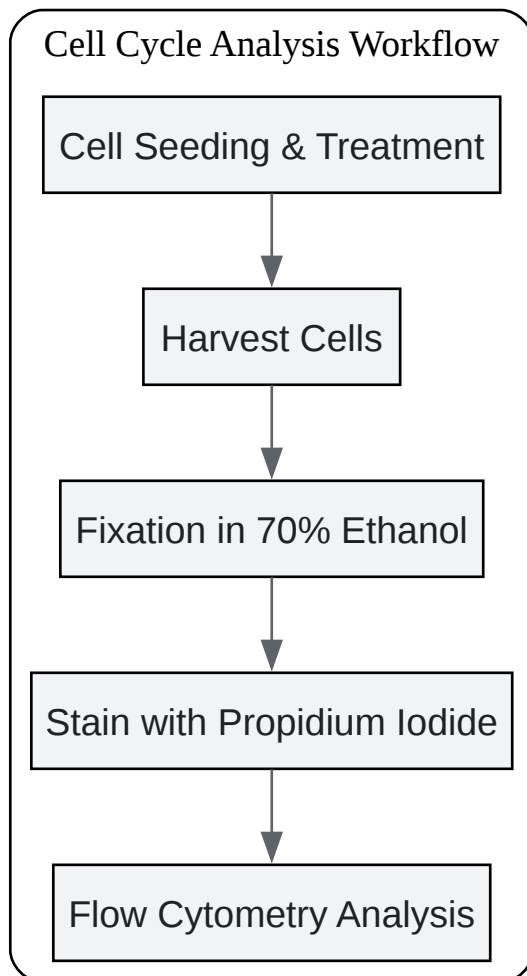 Cell Cycle Analysis Workflow
Cell Seeding & Treatment
Harvest Cells
Fixation in 70% Ethanol
Stain with Propidium Iodide
Flow Cytometry Analysis